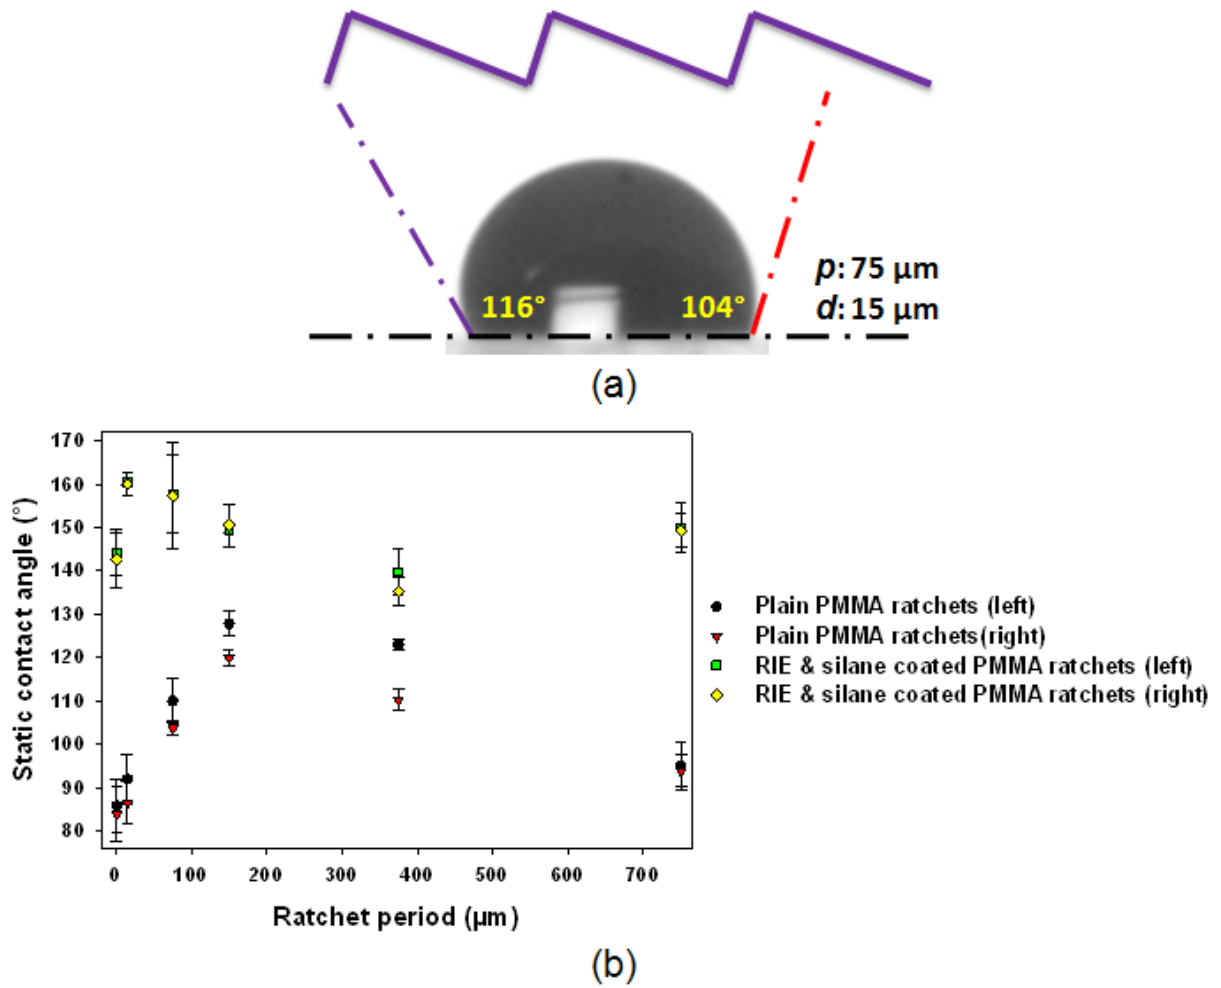 116°
104°
p: 75 µm
d: 15 µm
(a)
170
160
150
140
130
120
110
100
90
80
Static contact angle (°)
0 100 200 300 400 500 600 700
Ratchet period (µm)
Plain PMMA ratchets (left)
Plain PMMA ratchets(right)
RIE & silane coated PMMA ratchets (left)
RIE & silane coated PMMA ratchets (right)
(b)